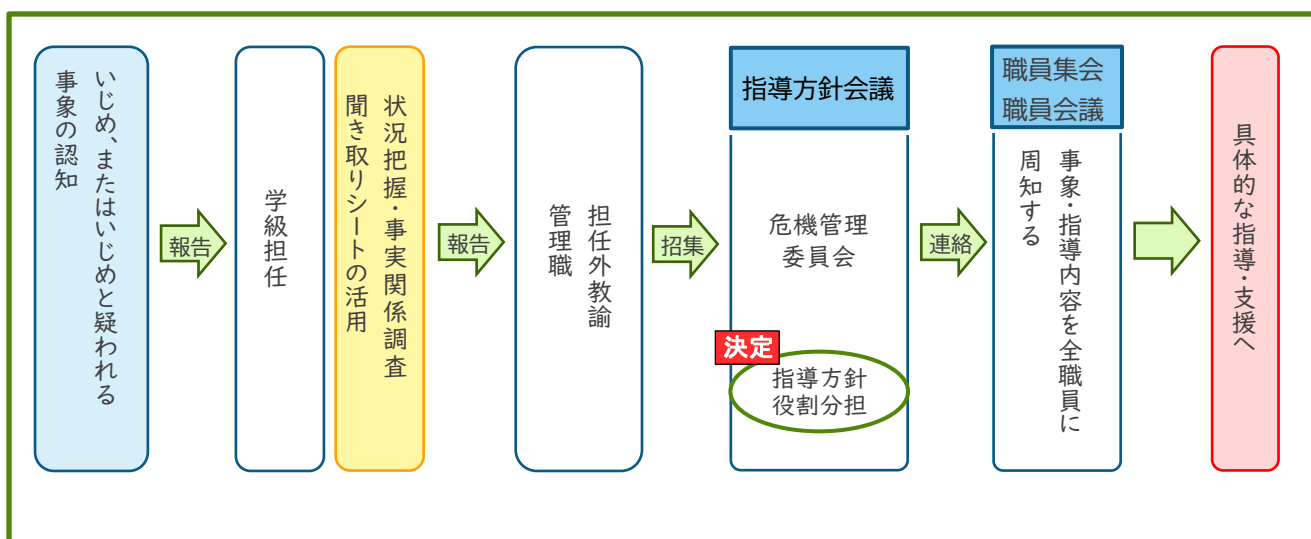 いじめ、またはいじめと疑われる
事象の認知
報告
学級担任
状況把握・事実関係調査
聞き取りシートの活用
報告
担任外教諭
管理職
招集
指導方針会議
危機管理
委員会
決定
指導方針
役割分担
連絡
職員集会
職員会議
事象・指導内容を全職員に
周知する
具体的な指導・支援へ